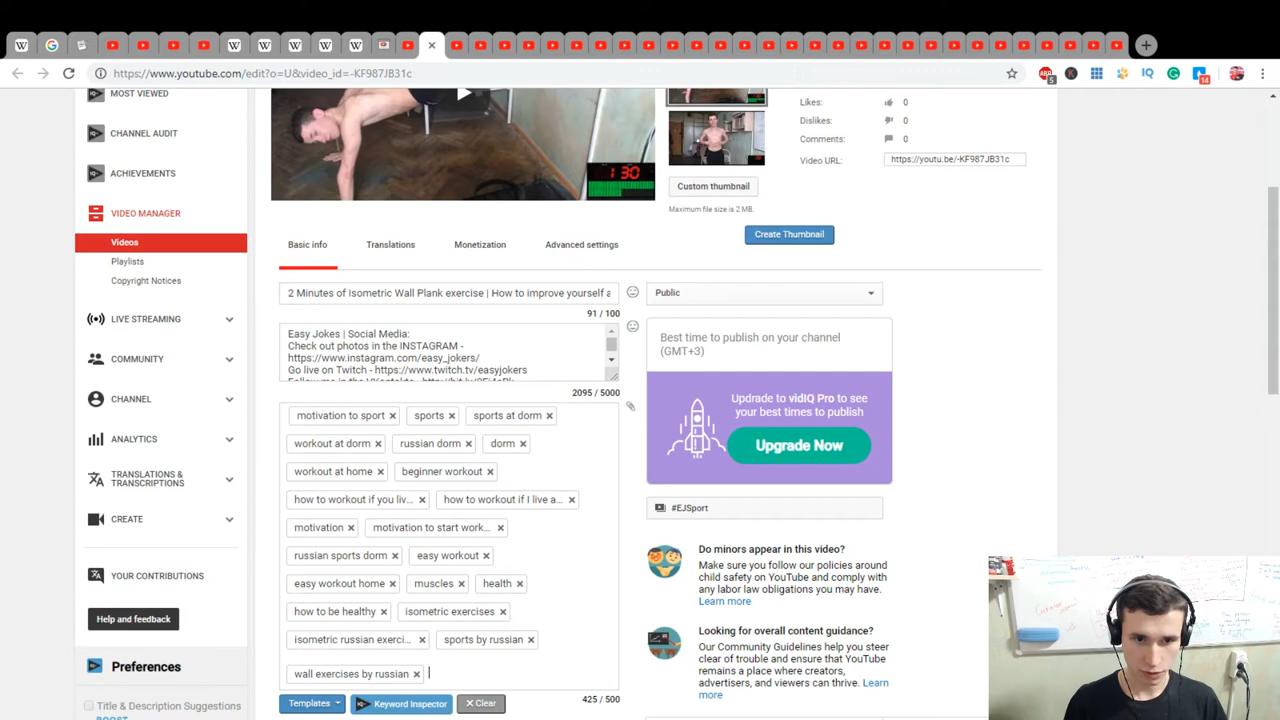 https://www.youtube.com/edit?o=U&video_id=-KF987JB31c
5
14
MOST VIEWED
CHANNEL AUDIT
ACHIEVEMENTS
VIDEO MANAGER
Videos
Playlists
Copyright Notices
LIVE STREAMING
COMMUNITY
CHANNEL
ANALYTICS
TRANSLATIONS &
TRANSCRIPTIONS
CREATE
YOUR CONTRIBUTIONS
Help and feedback
Preferences
Title & Description Suggestions
BOOST
1 30
Likes: 0
Dislikes: 0
Comments: 0
Video URL: https://youtu.be/-KF987JB31c
Custom thumbnail
Maximum file size is 2 MB.
Create Thumbnail
Basic info Translations Monetization Advanced settings
2 Minutes of Isometric Wall Plank exercise | How to improve yourself a
91 / 100
Easy Jokes | Social Media:
Check out photos in the INSTAGRAM -
https://www.instagram.com/easy_jokers/
Go live on Twitch - https://www.twitch.tv/easyjokers
2095 / 5000
motivation to sport × sports × sports at dorm ×
workout at dorm × russian dorm × dorm ×
workout at home × beginner workout ×
how to workout if you liv... × how to workout if I live a... ×
motivation × motivation to start work... ×
russian sports dorm × easy workout ×
easy workout home × muscles × health ×
how to be healthy × isometric exercises ×
isometric russian exerci... × sports by russian ×
wall exercises by russian ×
425 / 500
Templates Keyword Inspector × Clear
Public
Best time to publish on your channel
(GMT+3)
Upgrade to vidIQ Pro to see
your best times to publish
Upgrade Now
#EJSport
Do minors appear in this video?
Make sure you follow our policies around
child safety on YouTube and comply with
any labor law obligations you may have.
Learn more
Looking for overall content guidance?
Our Community Guidelines help you steer
clear of trouble and ensure that YouTube
remains a place where creators,
advertisers, and viewers can thrive. Learn
more